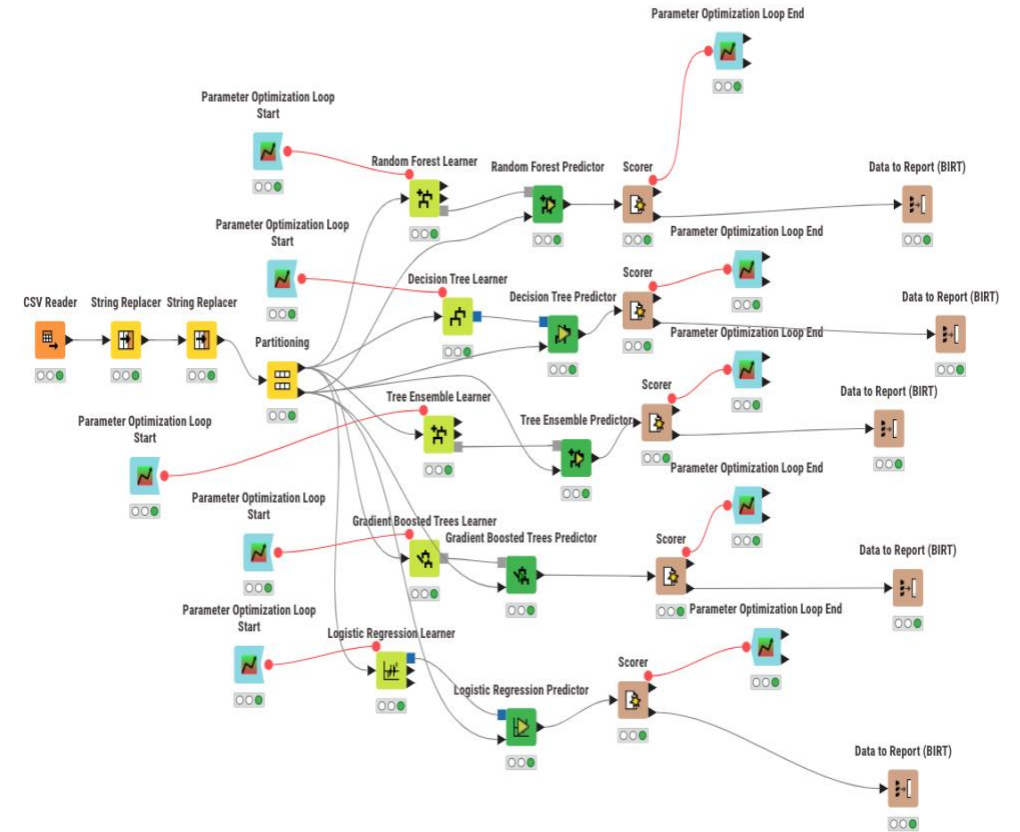 Parameter Optimization Loop End
Parameter Optimization Loop
Start
Random Forest Learner
Random Forest Predictor
Scorer
Data to Report (BIRT)
Parameter Optimization Loop
Start
Parameter Optimization Loop End
Decision Tree Learner
Scorer
Decision Tree Predictor
Data to Report (BIRT)
CSV Reader
String Replacer
String Replacer
Partitioning
Parameter Optimization Loop End
Tree Ensemble Learner
Scorer
Data to Report (BIRT)
Parameter Optimization Loop
Start
Tree Ensemble Predictor
Parameter Optimization Loop End
Parameter Optimization Loop
Start
Gradient Boosted Trees Learner
Gradient Boosted Trees Predictor
Scorer
Data to Report (BIRT)
Parameter Optimization Loop
Start
Parameter Optimization Loop End
Logistic Regression Learner
Scorer
Logistic Regression Predictor
Data to Report (BIRT)